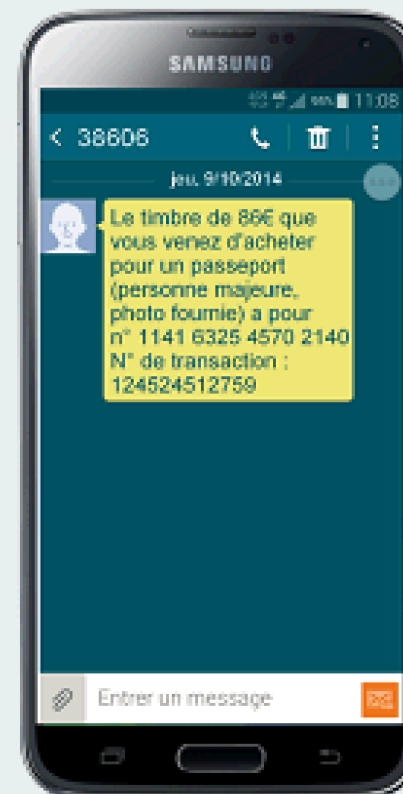 SAMSUNG
11:08
38606
jeu, 9/10/2014
Le timbre de 86€ que
vous venez d'acheter
pour un passeport
(personne majeure,
photo fournie) a pour
n° 1141 6325 4570 2140
N° de transaction :
124524512759
Entrer un message